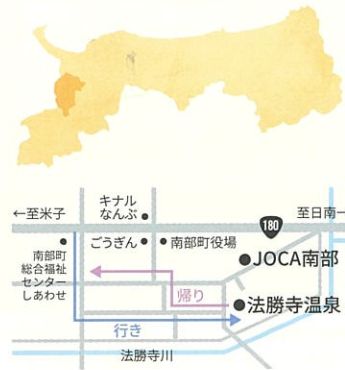 キナル
なんぶ
←至米子
180
至日南→
南部町
総合福祉
センター
しあわせ
ごうぎん
南部町役場
JOCA南部
帰り
法勝寺温泉
行き
法勝寺川